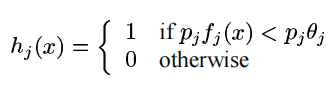 h_j(x) = { 1 if p_j f_j(x) < p_j θ_j
0 otherwise